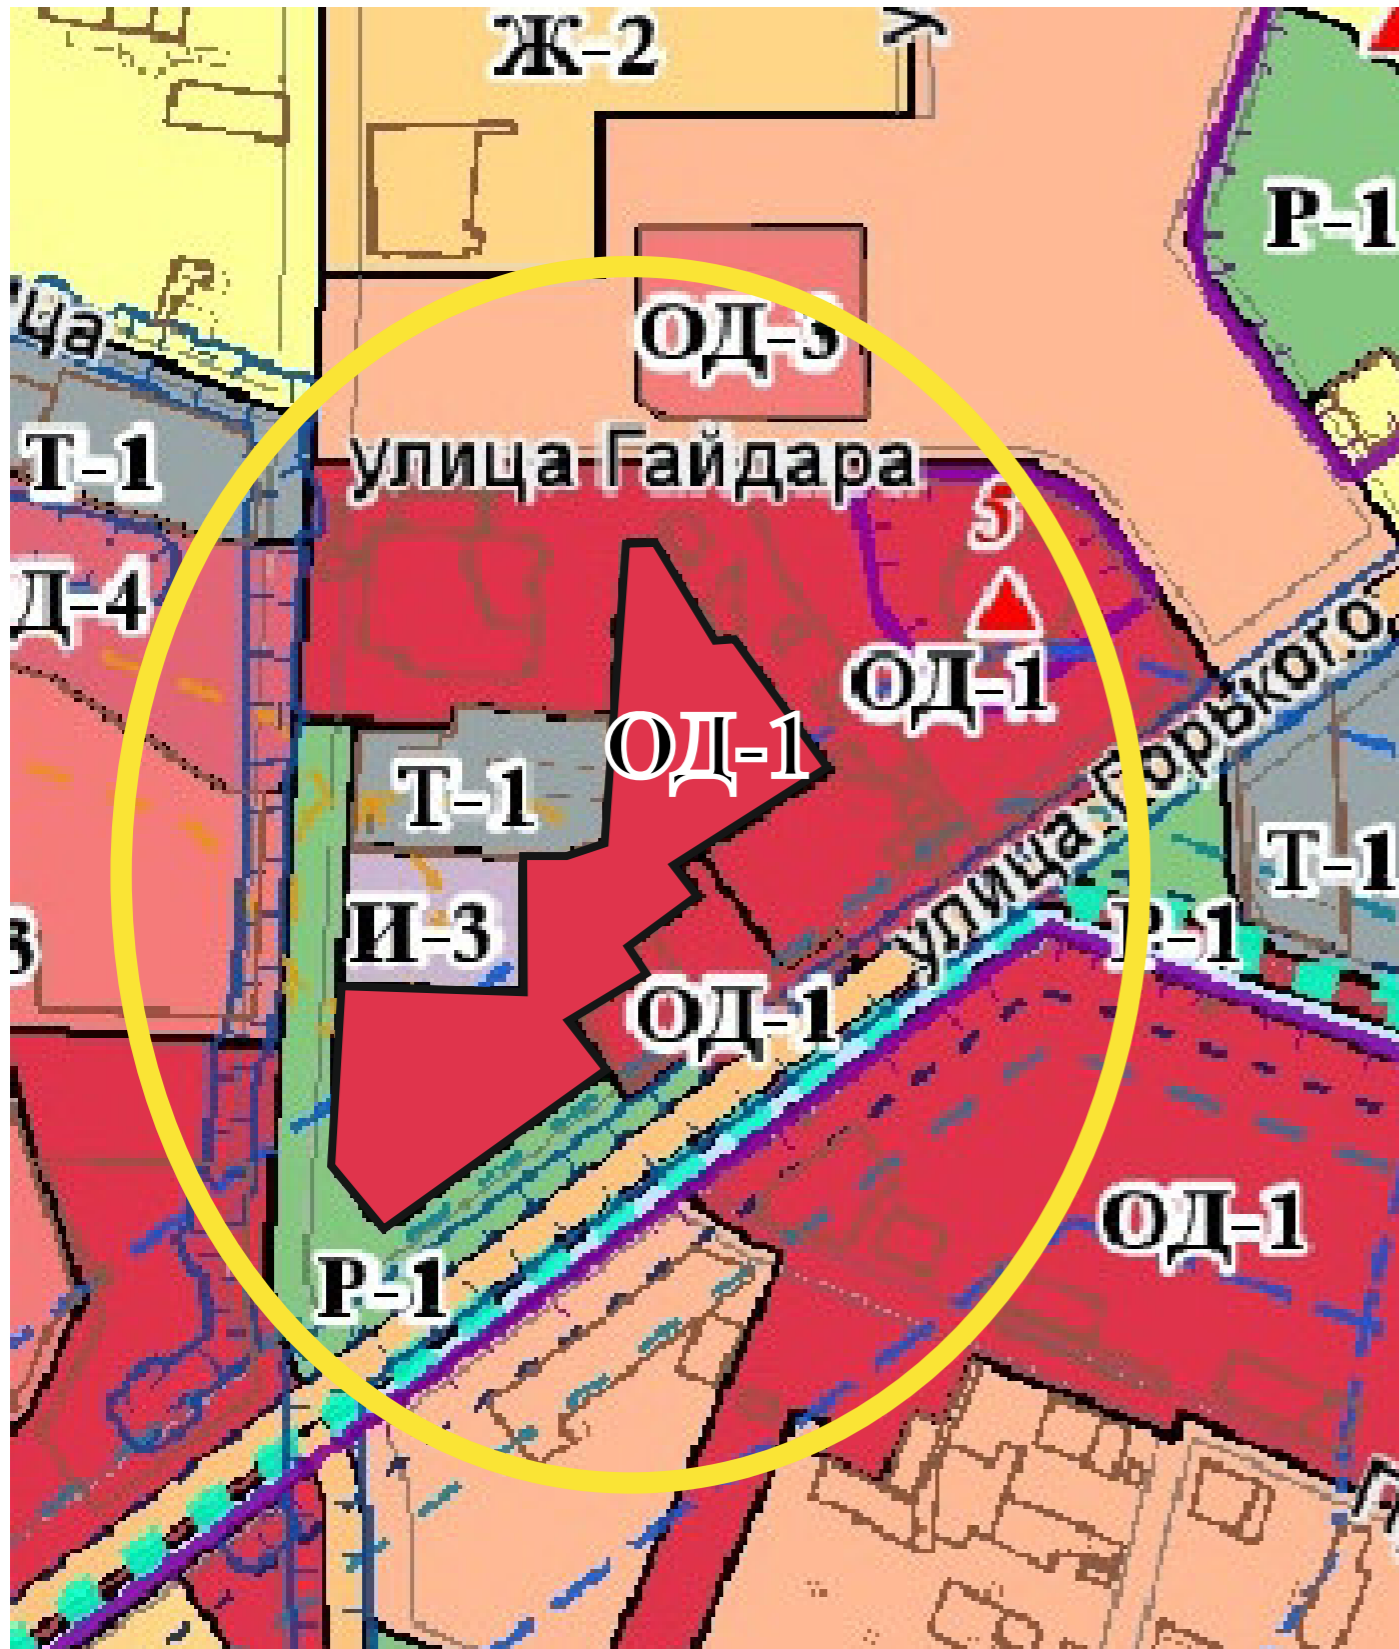 Ж-2
у
Р-1
ца
ОД-3
Т-1
улица Гайдара
5
Д-4
ОД-1
ОД-1
улица Горького
Т-1
Т-1
И-3
З
Р-1
ОД-1
ОД-1
Р-1